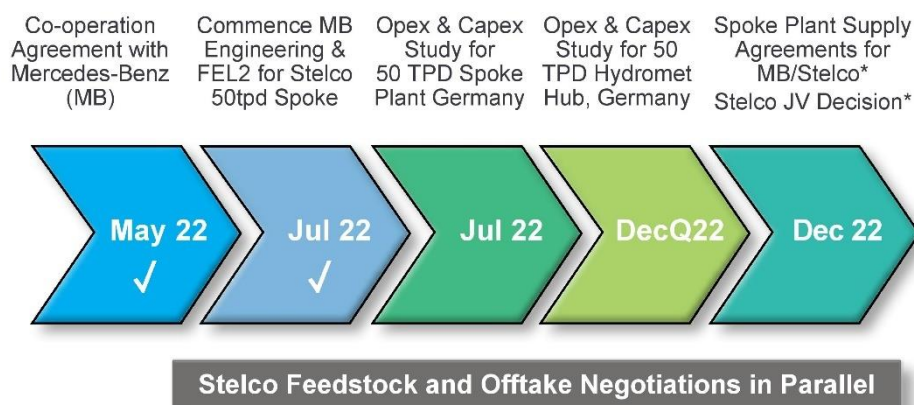 Co-operation
Agreement with
Mercedes-Benz
(MB)
Commence MB
Engineering &
FEL2 for Stelco
50tpd Spoke
Opex & Capex
Study for
50 TPD Spoke
Plant Germany
Opex & Capex
Study for 50
TPD Hydromet
Hub, Germany
Spoke Plant Supply
Agreements for
MB/Stelco*
Stelco JV Decision*
May 22
√
Jul 22
√
Jul 22
DecQ22
Dec 22
Stelco Feedstock and Offtake Negotiations in Parallel